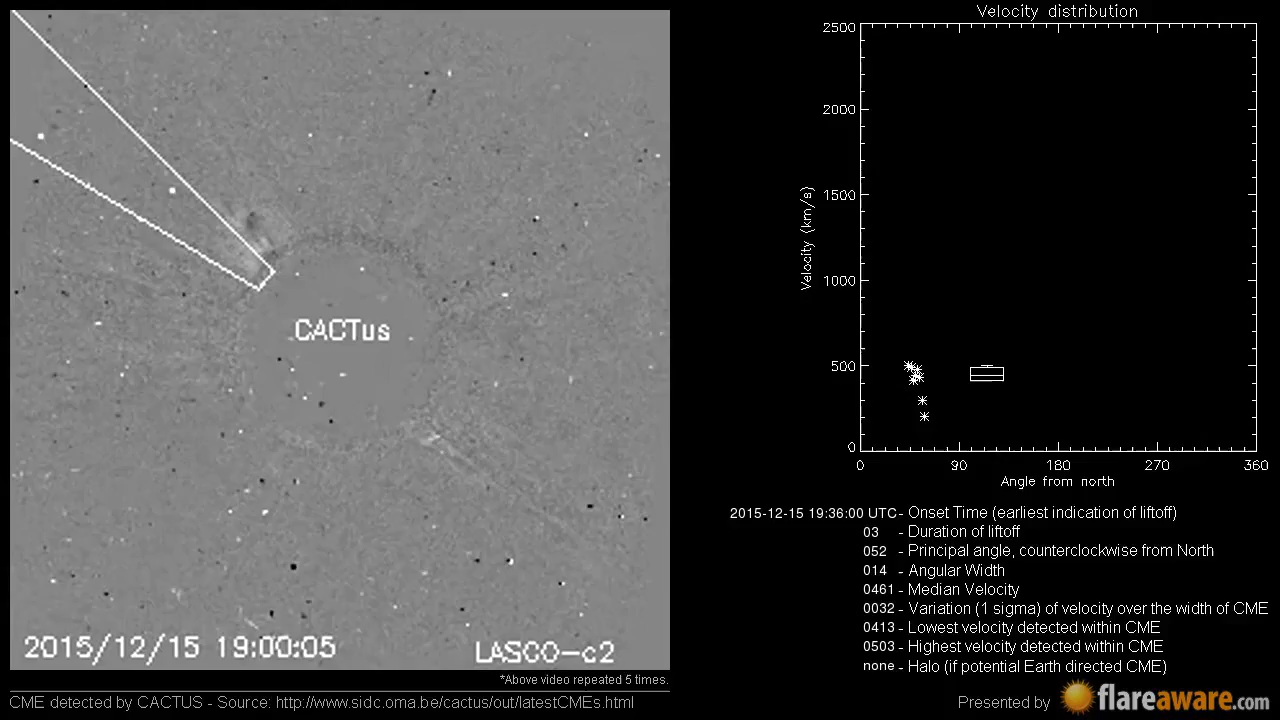 CACTus
2015/12/15 19:00:05
LASCO-c2
*Above video repeated 5 times.
CME detected by CACTUS - Source: http://www.sidc.oma.be/cactus/out/latestCMEs.html
Velocity distribution
2500
2000
1500
1000
500
0
Velocity (km/s)
0 90 180 270 360
Angle from north
2015-12-15 19:36:00 UTC - Onset Time (earliest indication of liftoff)
03 - Duration of liftoff
052 - Principal angle, counterclockwise from North
014 - Angular Width
0461 - Median Velocity
0032 - Variation (1 sigma) of velocity over the width of CME
0413 - Lowest velocity detected within CME
0503 - Highest velocity detected within CME
none - Halo (if potential Earth directed CME)
Presented by flareaware.com